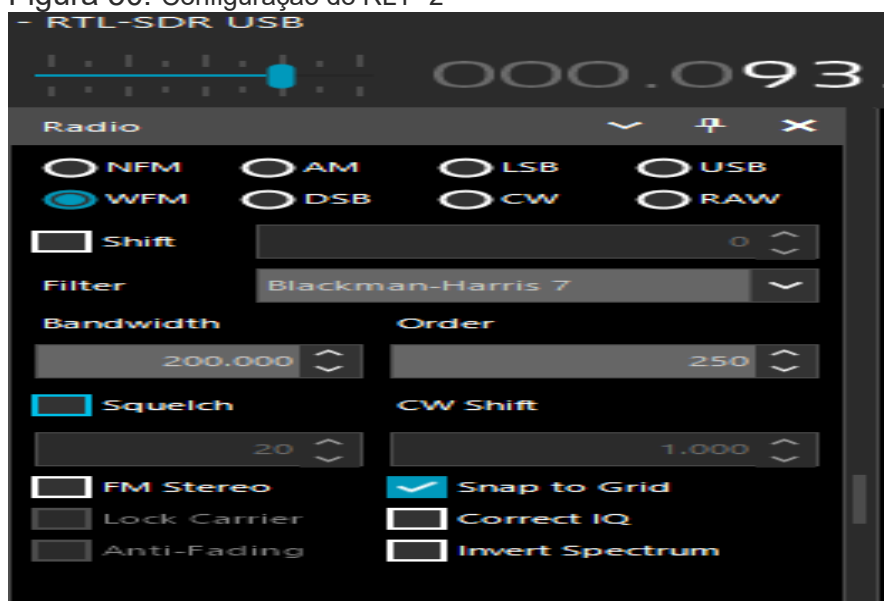 - RTL-SDR USB
000.093
Radio
NFM AM LSB USB
WFM DSB CW RAW
Shift 0
Filter Blackman-Harris 7
Bandwidth Order
200.000 250
Squelch CW Shift
20 1.000
FM Stereo Snap to Grid
Lock Carrier Correct IQ
Anti-Fading Invert Spectrum